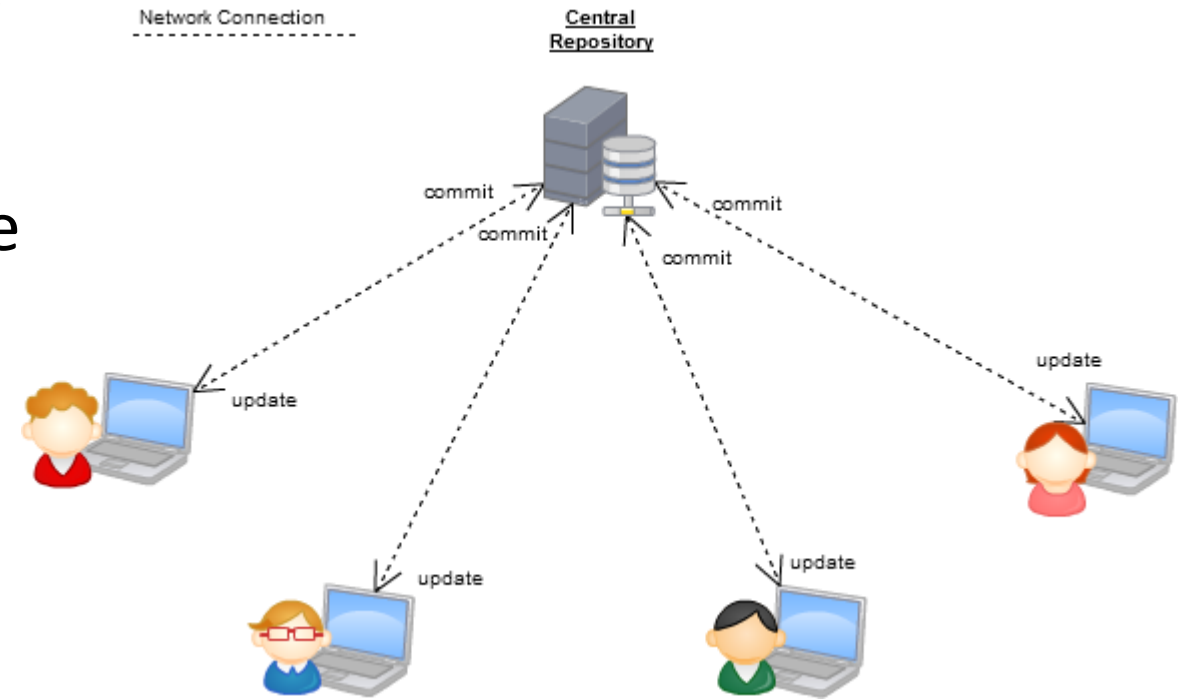 Network Connection
Central
Repository
e
commit
commit
commit
commit
update
update
update
update